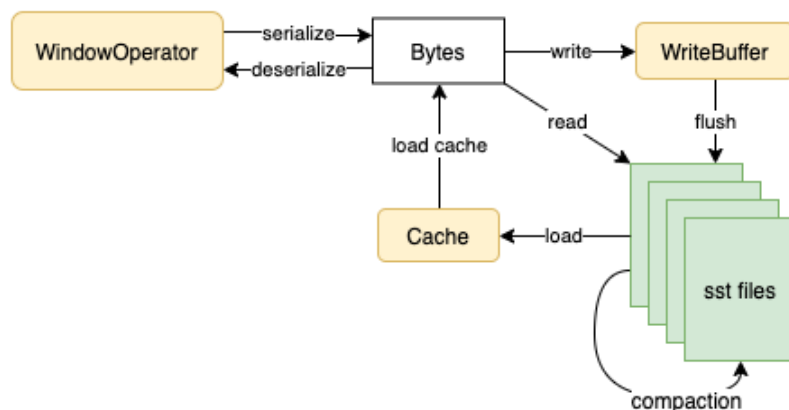 serialize
WindowOperator
Bytes
write
WriteBuffer
deserialize
read
flush
load cache
Cache
load
sst files
compaction